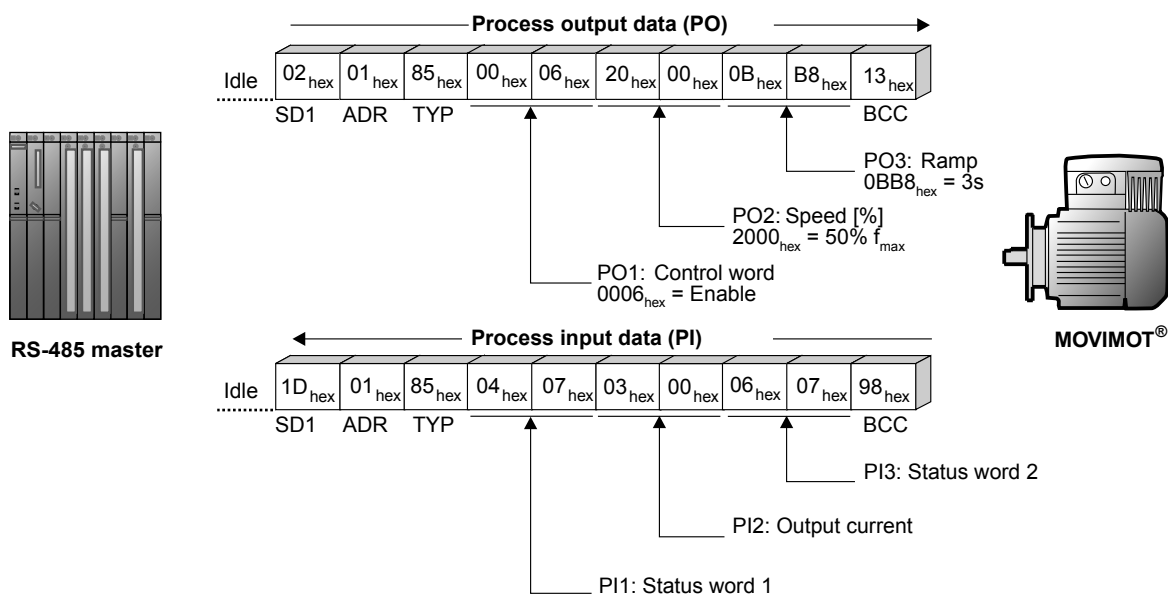 Process output data (PO)
Idle 02hex 01hex 85hex 00hex 06hex 20hex 00hex 0Bhex B8hex 13hex
SD1 ADR TYP BCC
PO3: Ramp
0BB8hex = 3s
PO2: Speed [%]
2000hex = 50% fmax
PO1: Control word
0006hex = Enable
RS-485 master
MOVIMOT®
Process input data (PI)
Idle 1Dhex 01hex 85hex 04hex 07hex 03hex 00hex 06hex 07hex 98hex
SD1 ADR TYP BCC
PI3: Status word 2
PI2: Output current
PI1: Status word 1